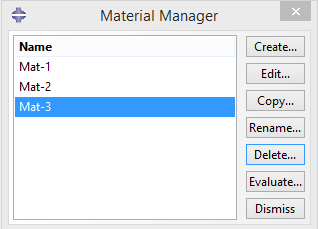 Material Manager
Name
Mat-1
Mat-2
Mat-3
Create...
Edit...
Copy...
Rename...
Delete...
Evaluate...
Dismiss